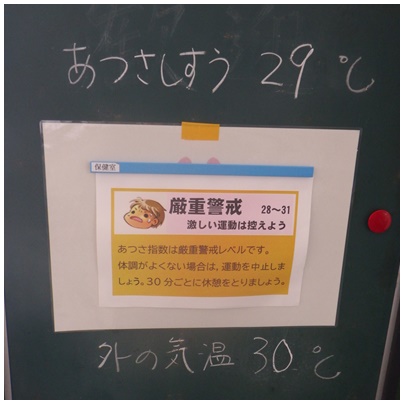 あつさしすう 29℃
保健室
厳重警戒 28～31
激しい運動は控えよう
あつさ指数は厳重警戒レベルです。
体調がよくない場合は、運動を中止しま
しょう。30分ごとに休憩をとりましょう。
外の気温 30℃